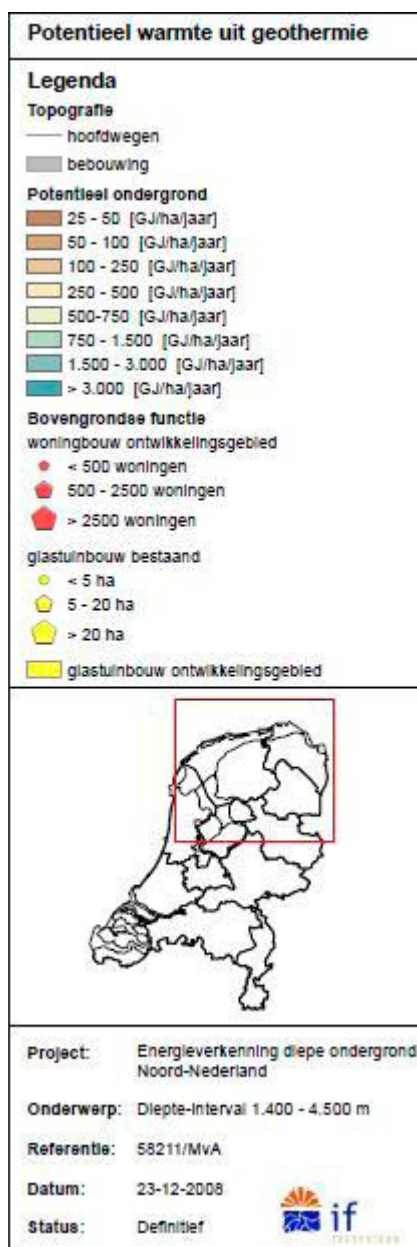 Potentieel warmte uit geothermie
Legenda
Topografie
hoofdwegen
bebouwing
Potentieel ondergrond
25 - 50 [GJ/ha/jaar]
50 - 100 [GJ/ha/jaar]
100 - 250 [GJ/ha/jaar]
250 - 500 [GJ/ha/jaar]
500-750 [GJ/ha/jaar]
750 - 1.500 [GJ/ha/jaar]
1.500 - 3.000 [GJ/ha/jaar]
> 3.000 [GJ/ha/jaar]
Bovengrondse functie
woningbouw ontwikkelingsgebied
< 500 woningen
500 - 2500 woningen
> 2500 woningen
glastuinbouw bestaand
< 5 ha
5 - 20 ha
> 20 ha
glastuinbouw ontwikkelingsgebied
Project: Energieverkenning diepe ondergrond
Noord-Nederland
Onderwerp: Diepte-interval 1.400 - 4.500 m
Referentie: 58211/MvA
Datum: 23-12-2008
Status: Definitief
if